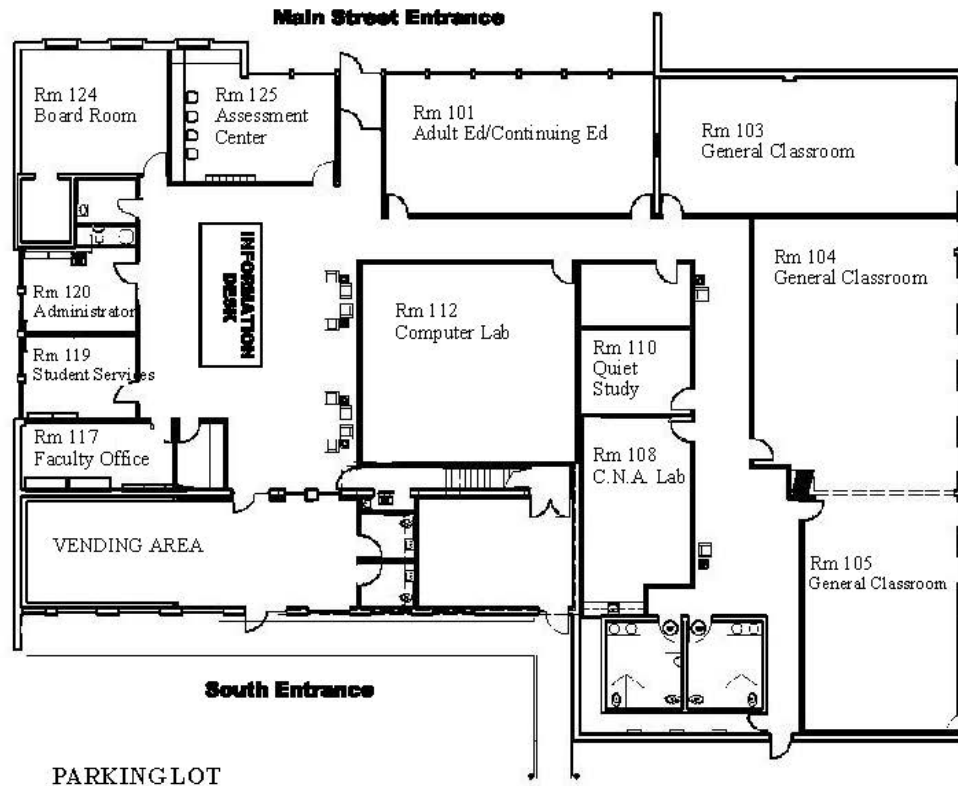 Main Street Entrance
Rm 124
Board Room
Rm 125
Assessment
Center
Rm 101
Adult Ed/Continuing Ed
Rm 103
General Classroom
INFORMATION
DESK
Rm 104
General Classroom
Rm 120
Administrator
Rm 112
Computer Lab
Rm 119
Student Services
Rm 110
Quiet
Study
Rm 117
Faculty Office
Rm 108
C.N.A. Lab
VENDING AREA
Rm 105
General Classroom
South Entrance
PARKING LOT